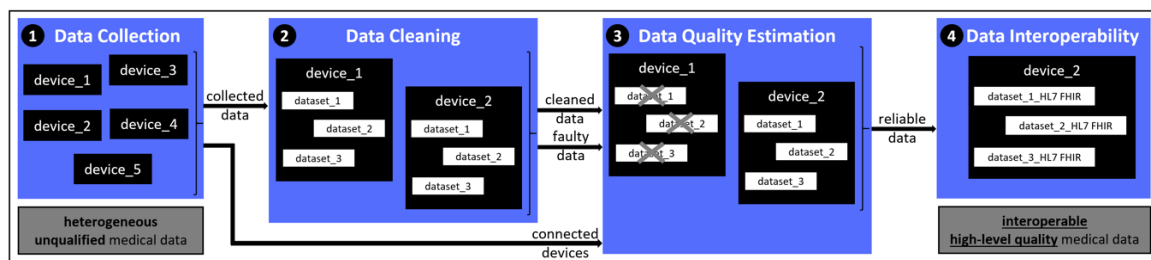 1 Data Collection
device_1
device_3
device_2
device_4
device_5
heterogeneous
unqualified medical data
collected
data
2 Data Cleaning
device_1
dataset_1
dataset_2
dataset_3
device_2
dataset_1
dataset_2
dataset_3
cleaned
data
faulty
data
connected
devices
3 Data Quality Estimation
device_1
dataset_1
dataset_2
dataset_3
device_2
dataset_1
dataset_2
dataset_3
reliable
data
4 Data Interoperability
device_2
dataset_1_HL7 FHIR
dataset_2_HL7 FHIR
dataset_3_HL7 FHIR
interoperable
high-level quality medical data